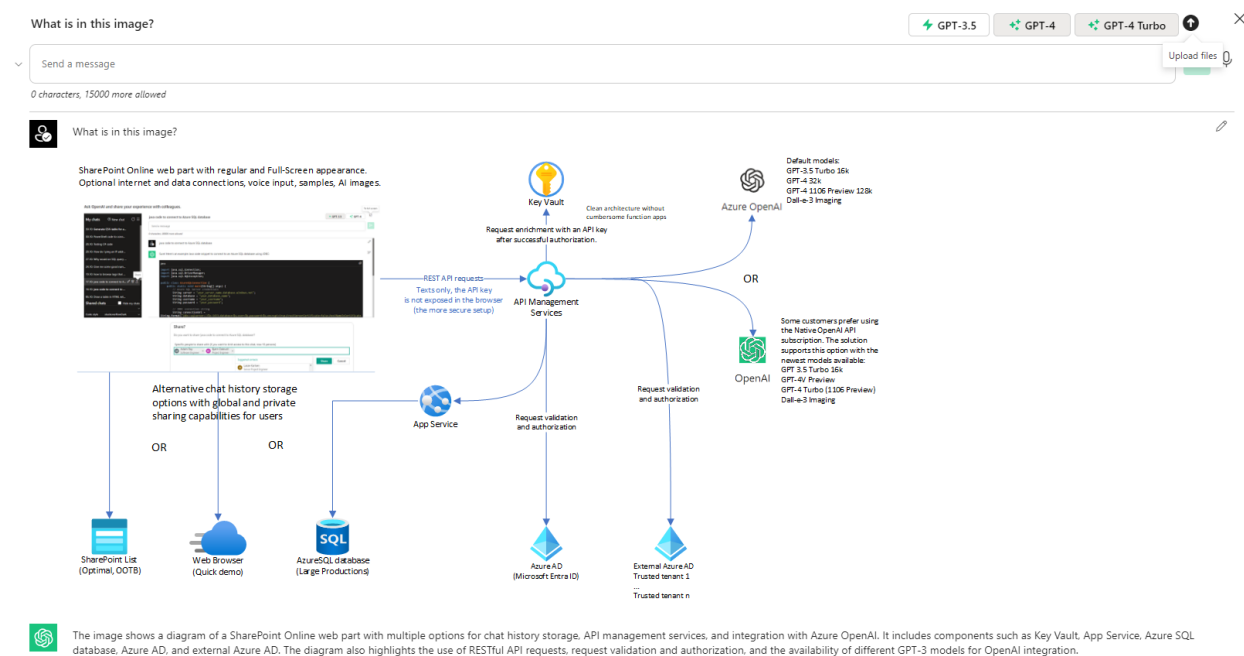 What is in this image?
GPT-3.5
GPT-4
GPT-4 Turbo
Send a message
Upload files
0 characters, 15000 more allowed
What is in this image?
SharePoint Online web part with regular and Full-Screen appearance.
Optional internet and data connections, voice input, samples, AI images.
Key Vault
Clean architecture without
cumbersome function apps
Request enrichment with an API key
after successful authorization.
Azure OpenAI
Default models:
GPT-3.5 Turbo 16k
GPT-4 32k
GPT-4 1106 Preview 128k
Dall-e-3 Imaging
My chats
New chat
Shared chats
Share?
REST API requests
Texts only, the API key
is not exposed in the browser
(the more secure setup)
API Management
Services
OR
OpenAI
Some customers prefer using
the Native OpenAI API
subscription. The solution
supports this option with the
newest models available:
GPT 3.5 Turbo 16k
GPT-4V Preview
GPT-4 Turbo (1106 Preview)
Dall-e-3 Imaging
Alternative chat history storage
options with global and private
sharing capabilities for users
OR
OR
App Service
Request validation
and authorization
Request validation
and authorization
SharePoint List
(Optimal, OOTB)
Web Browser
(Quick demo)
SQL
AzureSQL database
(Large Productions)
Azure AD
(Microsoft Entra ID)
External Azure AD
Trusted tenant 1
...
Trusted tenant n
The image shows a diagram of a SharePoint Online web part with multiple options for chat history storage, API management services, and integration with Azure OpenAI. It includes components such as Key Vault, App Service, Azure SQL
database, Azure AD, and external Azure AD. The diagram also highlights the use of RESTful API requests, request validation and authorization, and the availability of different GPT-3 models for OpenAI integration.